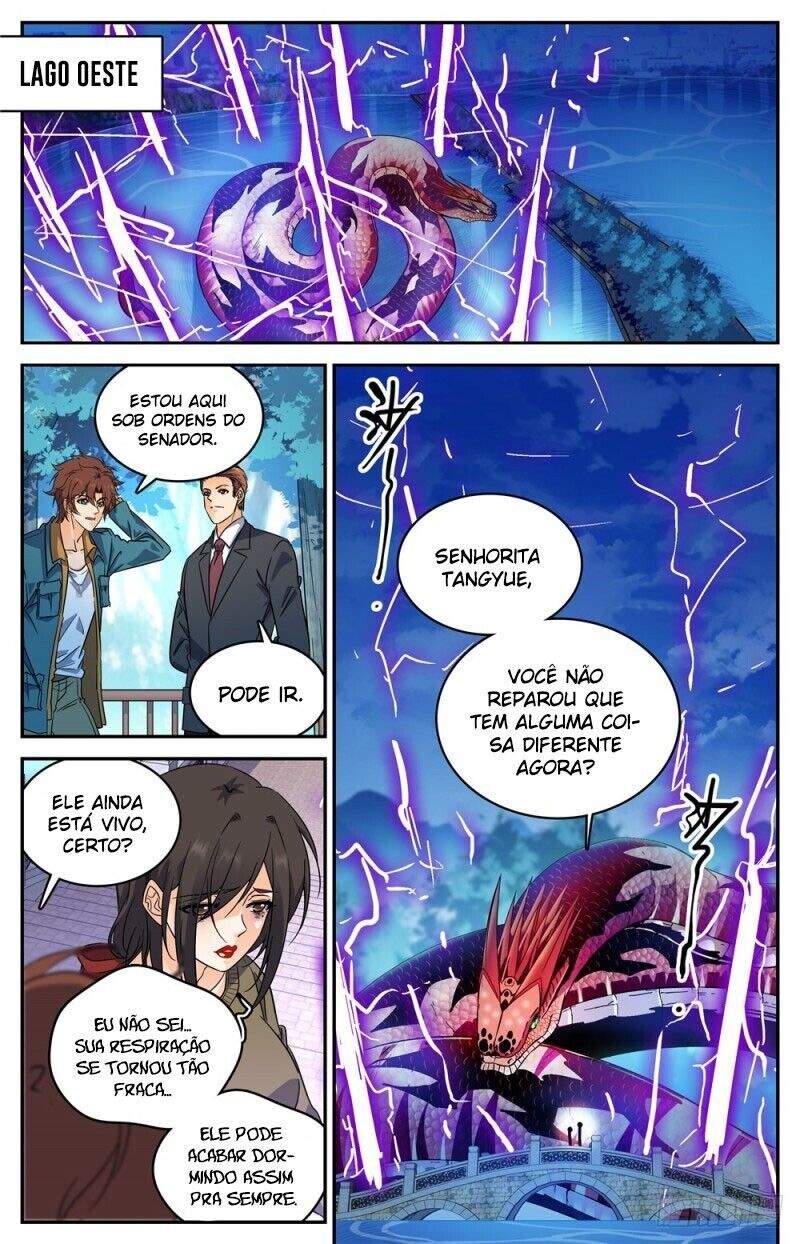 LAGO OESTE
ESTOU AQUI
SOB ORDENS DO
SENADOR.
PODE IR.
SENHORITA
TANGYUE,
VOCÊ NÃO
REPAROU QUE
TEM ALGUMA COI-
SA DIFERENTE
AGORA?
ELE AINDA
ESTÁ VIVO,
CERTO?
EU NÃO SEI...
SUA RESPIRAÇÃO
SE TORNOU TÃO
FRACA...
ELE PODE
ACABAR DOR-
MINDO ASSIM
PRA SEMPRE.